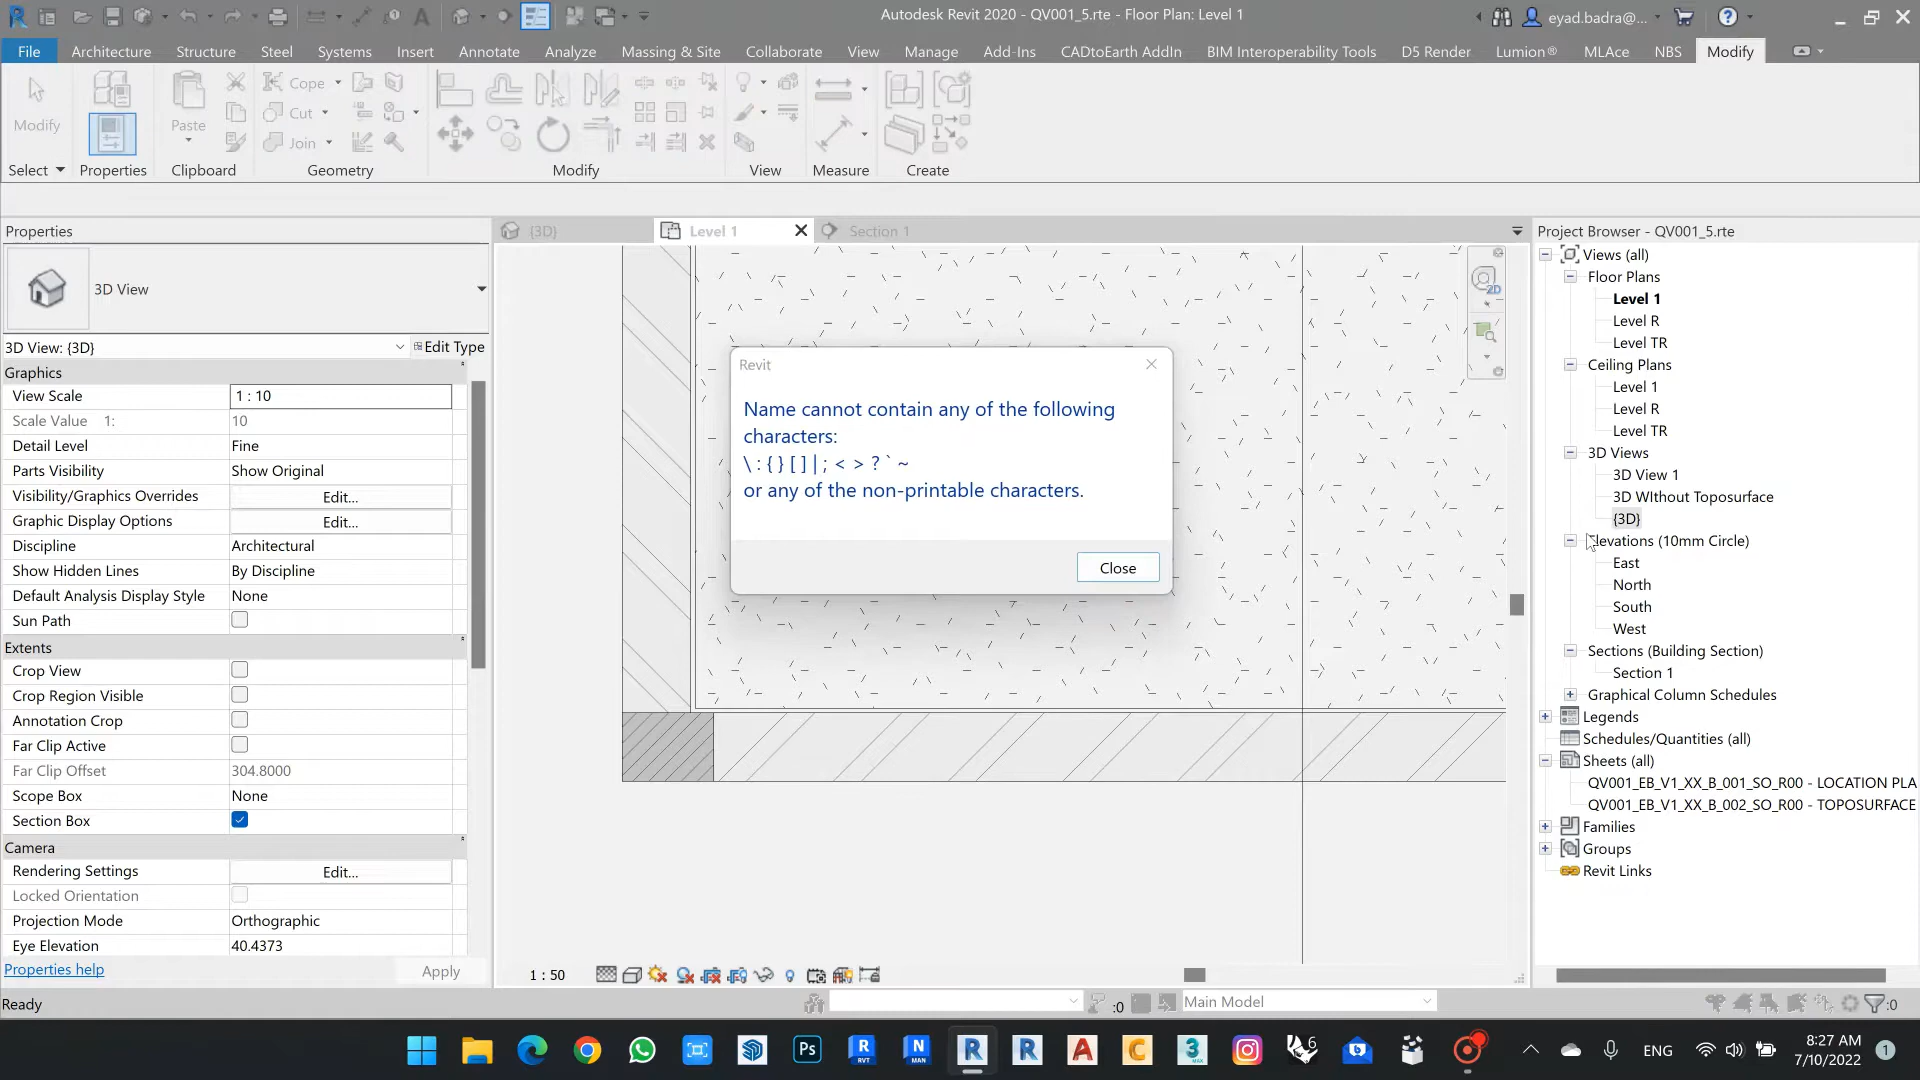 Autodesk Revit 2020 - QV001_5.rte - Floor Plan: Level 1
eyad.badra@...
File Architecture Structure Steel Systems Insert Annotate Analyze Massing & Site Collaborate View Manage Add-Ins CADtoEarth AddIn BIM Interoperability Tools D5 Render Lumion® MLAce NBS Modify
Modify
Paste
Cope
Cut
Join
Select Properties Clipboard Geometry Modify View Measure Create
Properties
3D View
3D View: {3D}
Edit Type
Graphics
View Scale 1 : 10
Scale Value 1: 10
Detail Level Fine
Parts Visibility Show Original
Visibility/Graphics Overrides Edit...
Graphic Display Options Edit...
Discipline Architectural
Show Hidden Lines By Discipline
Default Analysis Display Style None
Sun Path
Extents
Crop View
Crop Region Visible
Annotation Crop
Far Clip Active
Far Clip Offset 304.8000
Scope Box None
Section Box
Camera
Rendering Settings Edit...
Locked Orientation
Projection Mode Orthographic
Eye Elevation 40.4373
Properties help
Apply
{3D} Level 1 Section 1
2D
Revit
Name cannot contain any of the following
characters:
\ : { } [ ] | ; < > ? ` ~
or any of the non-printable characters.
Close
1 : 50
Project Browser - QV001_5.rte
Views (all)
Floor Plans
Level 1
Level R
Level TR
Ceiling Plans
Level 1
Level R
Level TR
3D Views
3D View 1
3D WIthout Toposurface
{3D}
Elevations (10mm Circle)
East
North
South
West
Sections (Building Section)
Section 1
Graphical Column Schedules
Legends
Schedules/Quantities (all)
Sheets (all)
QV001_EB_V1_XX_B_001_SO_R00 - LOCATION PLA
QV001_EB_V1_XX_B_002_SO_R00 - TOPOSURFACE
Families
Groups
Revit Links
Ready
:0
Main Model
:0
Ps
R
RVT
N
MAN
R
R
A
C
3
MAX
6
ENG
8:27 AM
7/10/2022
1